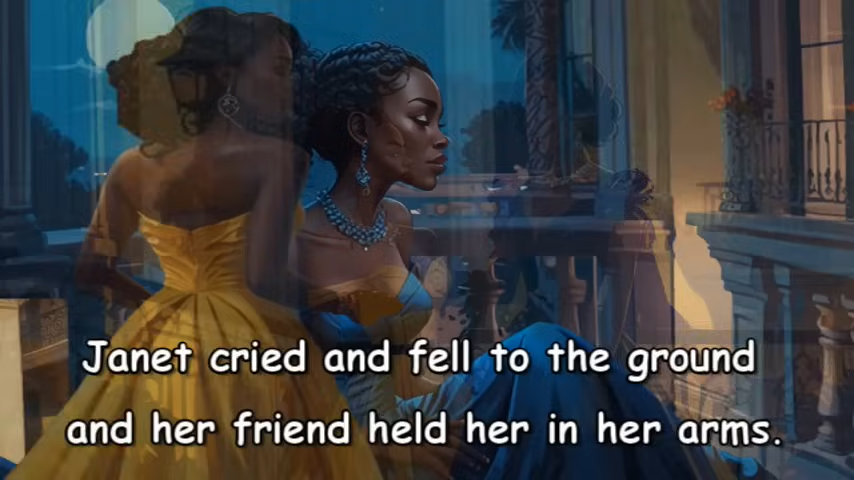 Janet cried and fell to the ground
and her friend held her in her arms.